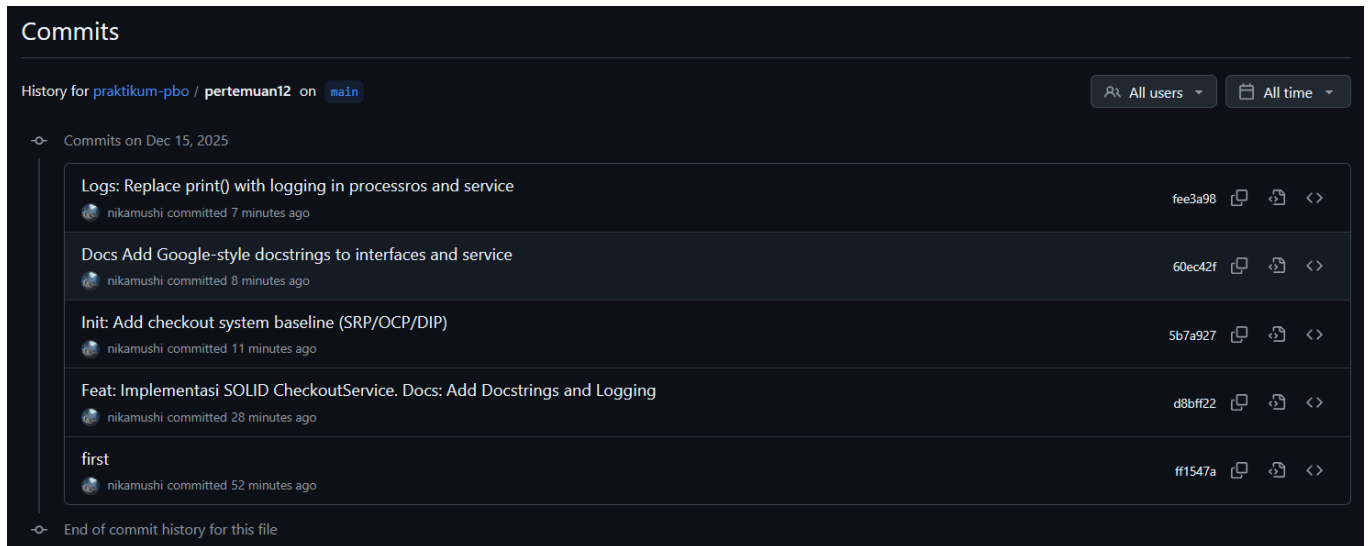 Commits
History for praktikum-pbo / pertemuan12 on main
All users
All time
Commits on Dec 15, 2025
Logs: Replace print() with logging in processros and service
nikamushi committed 7 minutes ago
fee3a98
Docs Add Google-style docstrings to interfaces and service
nikamushi committed 8 minutes ago
60ec42f
Init: Add checkout system baseline (SRP/OCP/DIP)
nikamushi committed 11 minutes ago
5b7a927
Feat: Implementasi SOLID CheckoutService. Docs: Add Docstrings and Logging
nikamushi committed 28 minutes ago
d8bff22
first
nikamushi committed 52 minutes ago
ff1547a
End of commit history for this file